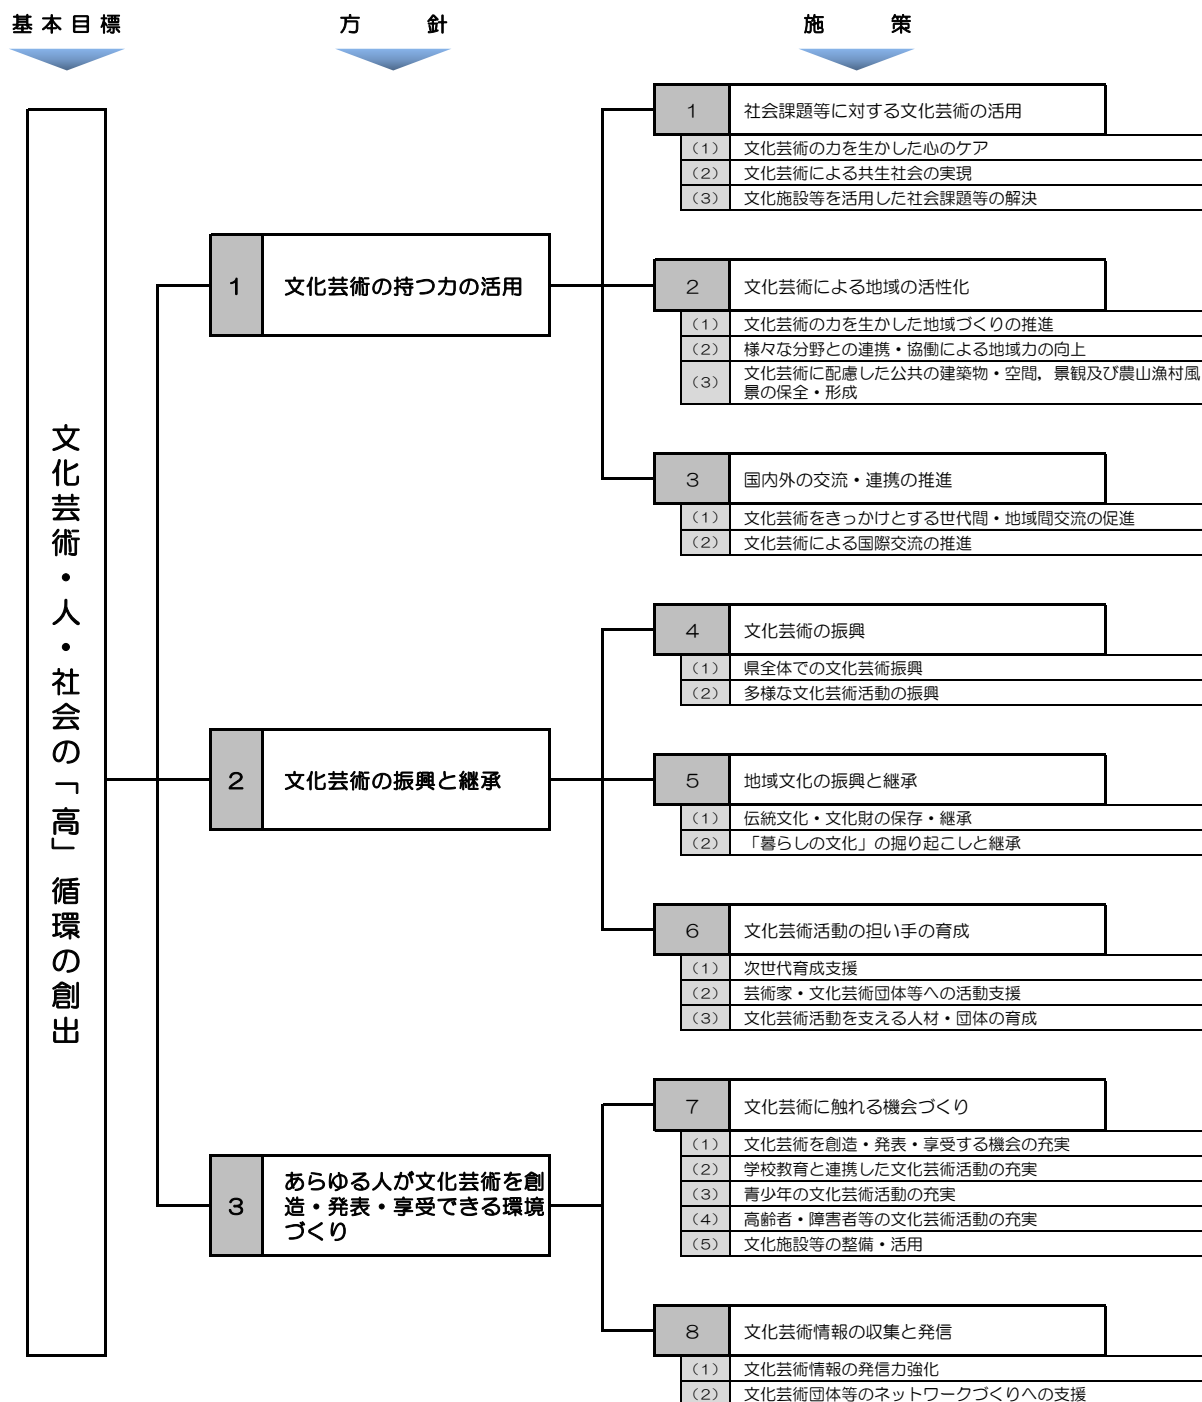 基本目標
方針
施策
文化芸術・人・社会の「高」循環の創出
1 文化芸術の持つ力の活用
1 社会課題等に対する文化芸術の活用
(1) 文化芸術の力を生かした心のケア
(2) 文化芸術による共生社会の実現
(3) 文化施設等を活用した社会課題等の解決
2 文化芸術による地域の活性化
(1) 文化芸術の力を生かした地域づくりの推進
(2) 様々な分野との連携・協働による地域力の向上
(3) 文化芸術に配慮した公共の建築物・空間，景観及び農山漁村風
景の保全・形成
3 国内外の交流・連携の推進
(1) 文化芸術をきっかけとする世代間・地域間交流の促進
(2) 文化芸術による国際交流の推進
2 文化芸術の振興と継承
4 文化芸術の振興
(1) 県全体での文化芸術振興
(2) 多様な文化芸術活動の振興
5 地域文化の振興と継承
(1) 伝統文化・文化財の保存・継承
(2) 「暮らしの文化」の掘り起こしと継承
6 文化芸術活動の担い手の育成
(1) 次世代育成支援
(2) 芸術家・文化芸術団体等への活動支援
(3) 文化芸術活動を支える人材・団体の育成
3 あらゆる人が文化芸術を創
造・発表・享受できる環境
づくり
7 文化芸術に触れる機会づくり
(1) 文化芸術を創造・発表・享受する機会の充実
(2) 学校教育と連携した文化芸術活動の充実
(3) 青少年の文化芸術活動の充実
(4) 高齢者・障害者等の文化芸術活動の充実
(5) 文化施設等の整備・活用
8 文化芸術情報の収集と発信
(1) 文化芸術情報の発信力強化
(2) 文化芸術団体等のネットワークづくりへの支援